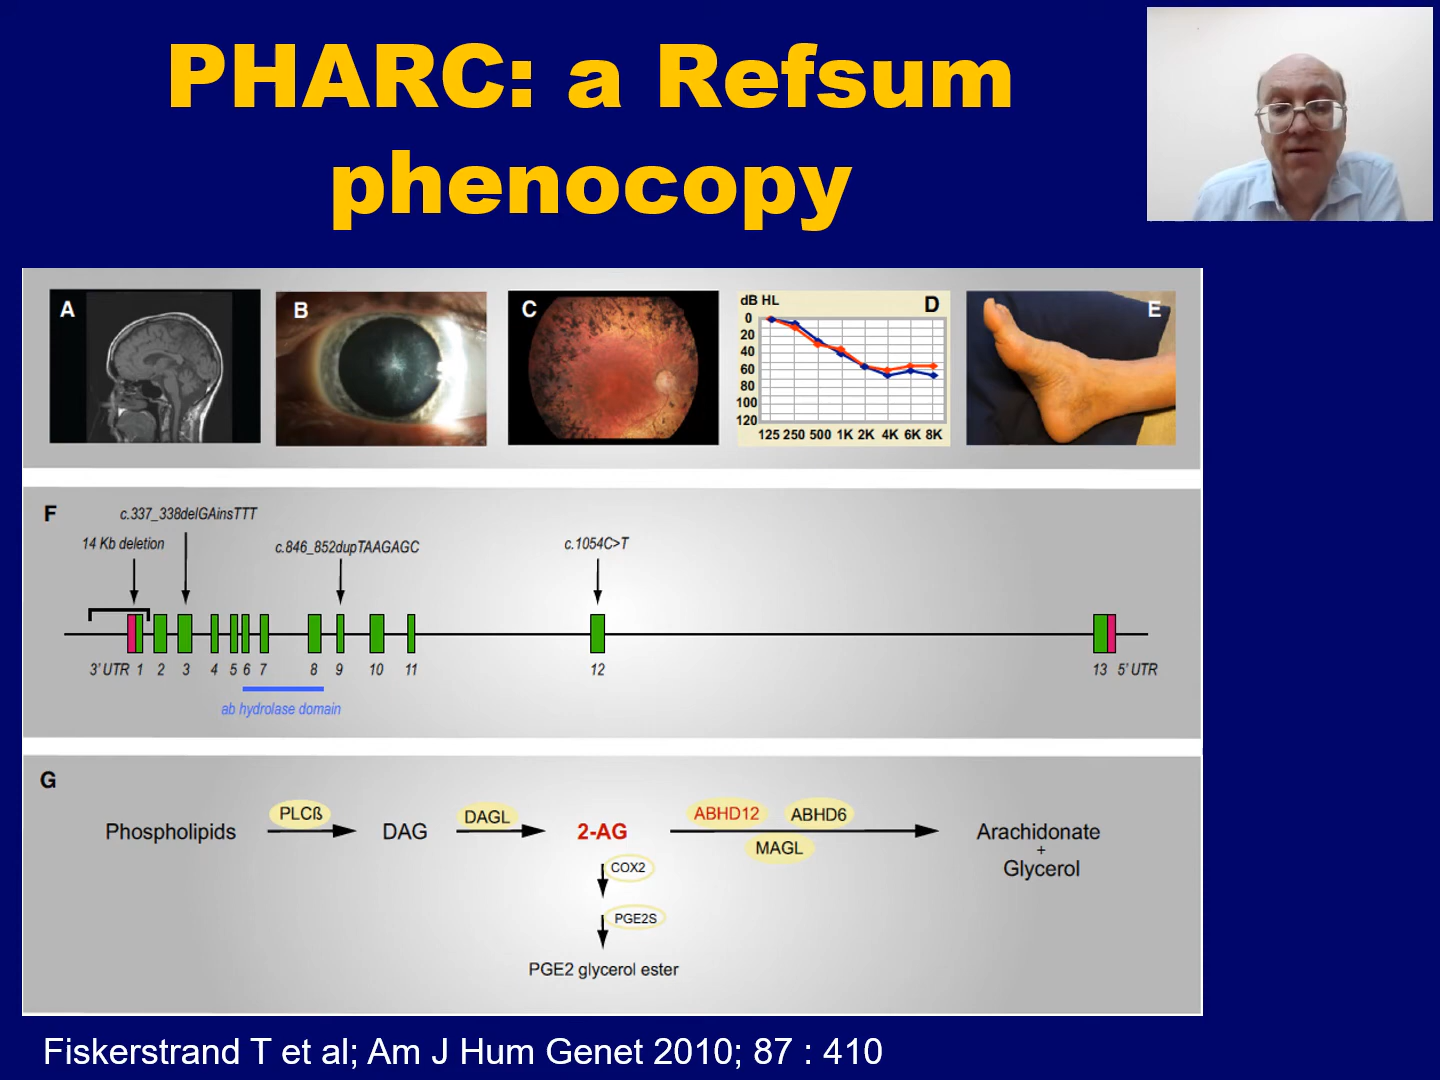 PHARC: a Refsum
phenocopy
A
B
C
dB HL
D
E
0
20
40
60
80
100
120
125 250 500 1K 2K 4K 6K 8K
F
c.337_338delGAinsTTT
14 Kb deletion
c.846_852dupTAAGAGC
c.1054C>T
3' UTR 1 2 3 4 5 6 7 8 9 10 11 12 13 5' UTR
ab hydrolase domain
G
Phospholipids
PLCß
DAG
DAGL
2-AG
ABHD12
ABHD6
MAGL
Arachidonate
+
Glycerol
COX2
PGE2S
PGE2 glycerol ester
Fiskerstrand T et al; Am J Hum Genet 2010; 87 : 410